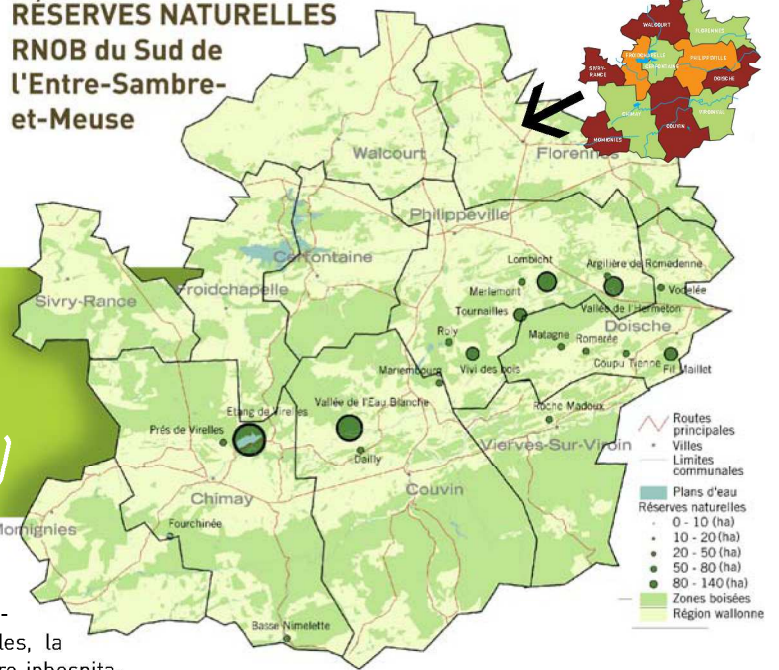 RÉSERVES NATURELLES
RNOB du Sud de
l'Entre-Sambre-
et-Meuse
WALCOURT
FLORENNES
FROIDCHAPELLE
CERFONTAINE
PHILIPPEVILLE
SIVRY-
RANCE
DOISCHE
CHIMAY
COUVIN
VIROINVAL
MOMIGNIES
Walcourt
Florennes
Philippeville
Cerfontaine
Lombicht
Argilière de Romedenne
Sivry-Rance
Froidchapelle
Merlemont
Vodelée
Tournailles
Vallée de l'Hermeton
Doische
Roly
Matagne
Romerée
Vivi des bois
Coupu Tienne
Fil Maillet
Mariembourg
Etang de Virelles
Vallée de l'Eau Blanche
Roche Madoux
Prés de Virelles
Vierves-Sur-Viroin
Dailly
Chimay
Couvin
Momignies
Fourchinée
Basse Nimelette
Routes
principales
Villes
Limites
communales
Plans d'eau
Réserves naturelles
0 - 10 (ha)
10 - 20 (ha)
20 - 50 (ha)
50 - 80 (ha)
80 - 140 (ha)
Zones boisées
Région wallonne
les, la